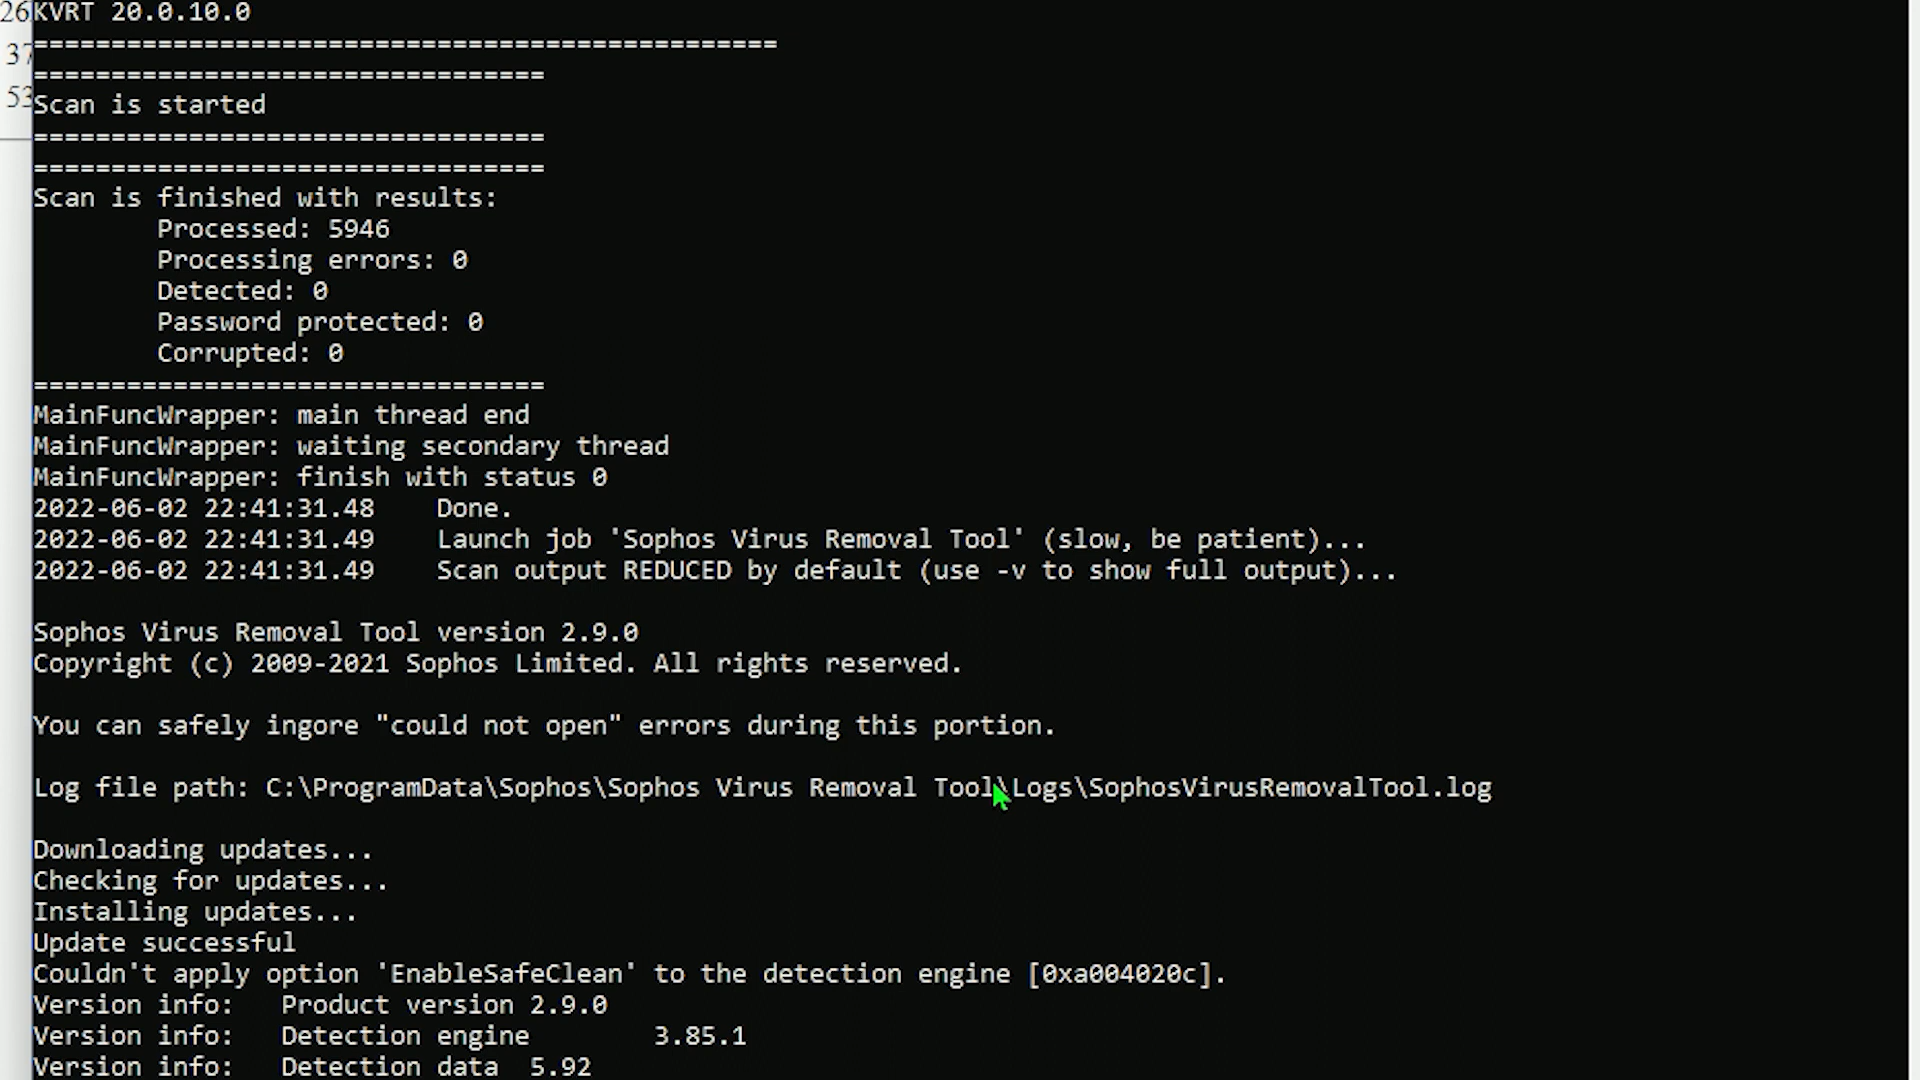 26 KVRT 20.0.10.0
================================================
37
=================================
53 Scan is started
=================================
=================================
Scan is finished with results:
Processed: 5946
Processing errors: 0
Detected: 0
Password protected: 0
Corrupted: 0
=================================
MainFuncWrapper: main thread end
MainFuncWrapper: waiting secondary thread
MainFuncWrapper: finish with status 0
2022-06-02 22:41:31.48 Done.
2022-06-02 22:41:31.49 Launch job 'Sophos Virus Removal Tool' (slow, be patient)...
2022-06-02 22:41:31.49 Scan output REDUCED by default (use -v to show full output)...
Sophos Virus Removal Tool version 2.9.0
Copyright (c) 2009-2021 Sophos Limited. All rights reserved.
You can safely ingore "could not open" errors during this portion.
Log file path: C:\ProgramData\Sophos\Sophos Virus Removal Tool\Logs\SophosVirusRemovalTool.log
Downloading updates...
Checking for updates...
Installing updates...
Update successful
Couldn't apply option 'EnableSafeClean' to the detection engine [0xa004020c].
Version info: Product version 2.9.0
Version info: Detection engine 3.85.1
Version info: Detection data 5.92